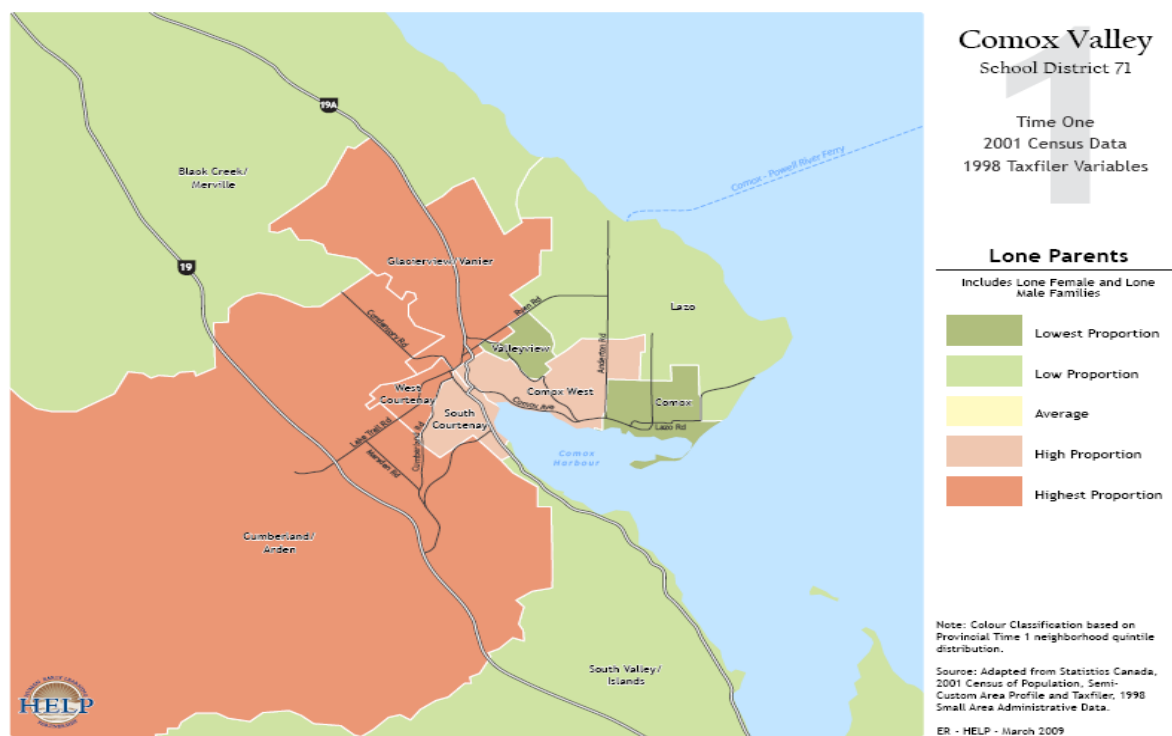 Comox Valley
School District 71
1
Time One
2001 Census Data
1998 Taxfiler Variables
Lone Parents
Includes Lone Female and Lone
Male Families
Lowest Proportion
Low Proportion
Average
High Proportion
Highest Proportion
Note: Colour Classification based on
Provincial Time 1 neighborhood quintile
distribution.
Source: Adapted from Statistics Canada,
2001 Census of Population, Semi-
Custom Area Profile and Taxfiler, 1998
Small Area Administrative Data.
ER - HELP - March 2009
19A
Black Creek/
Merville
Comox - Powell River Ferry
19
Glacierview/ Vanier
Lazo
Ryan Rd
Valleyview
Anderton Rd
West
Courtenay
Comox West
Comox Ave
Comox
South
Courtenay
Lazo Rd
Lake Trail Rd
Cumberland Rd
Comox
Harbour
Cumberland/
Arden
South Valley/
Islands
HELP